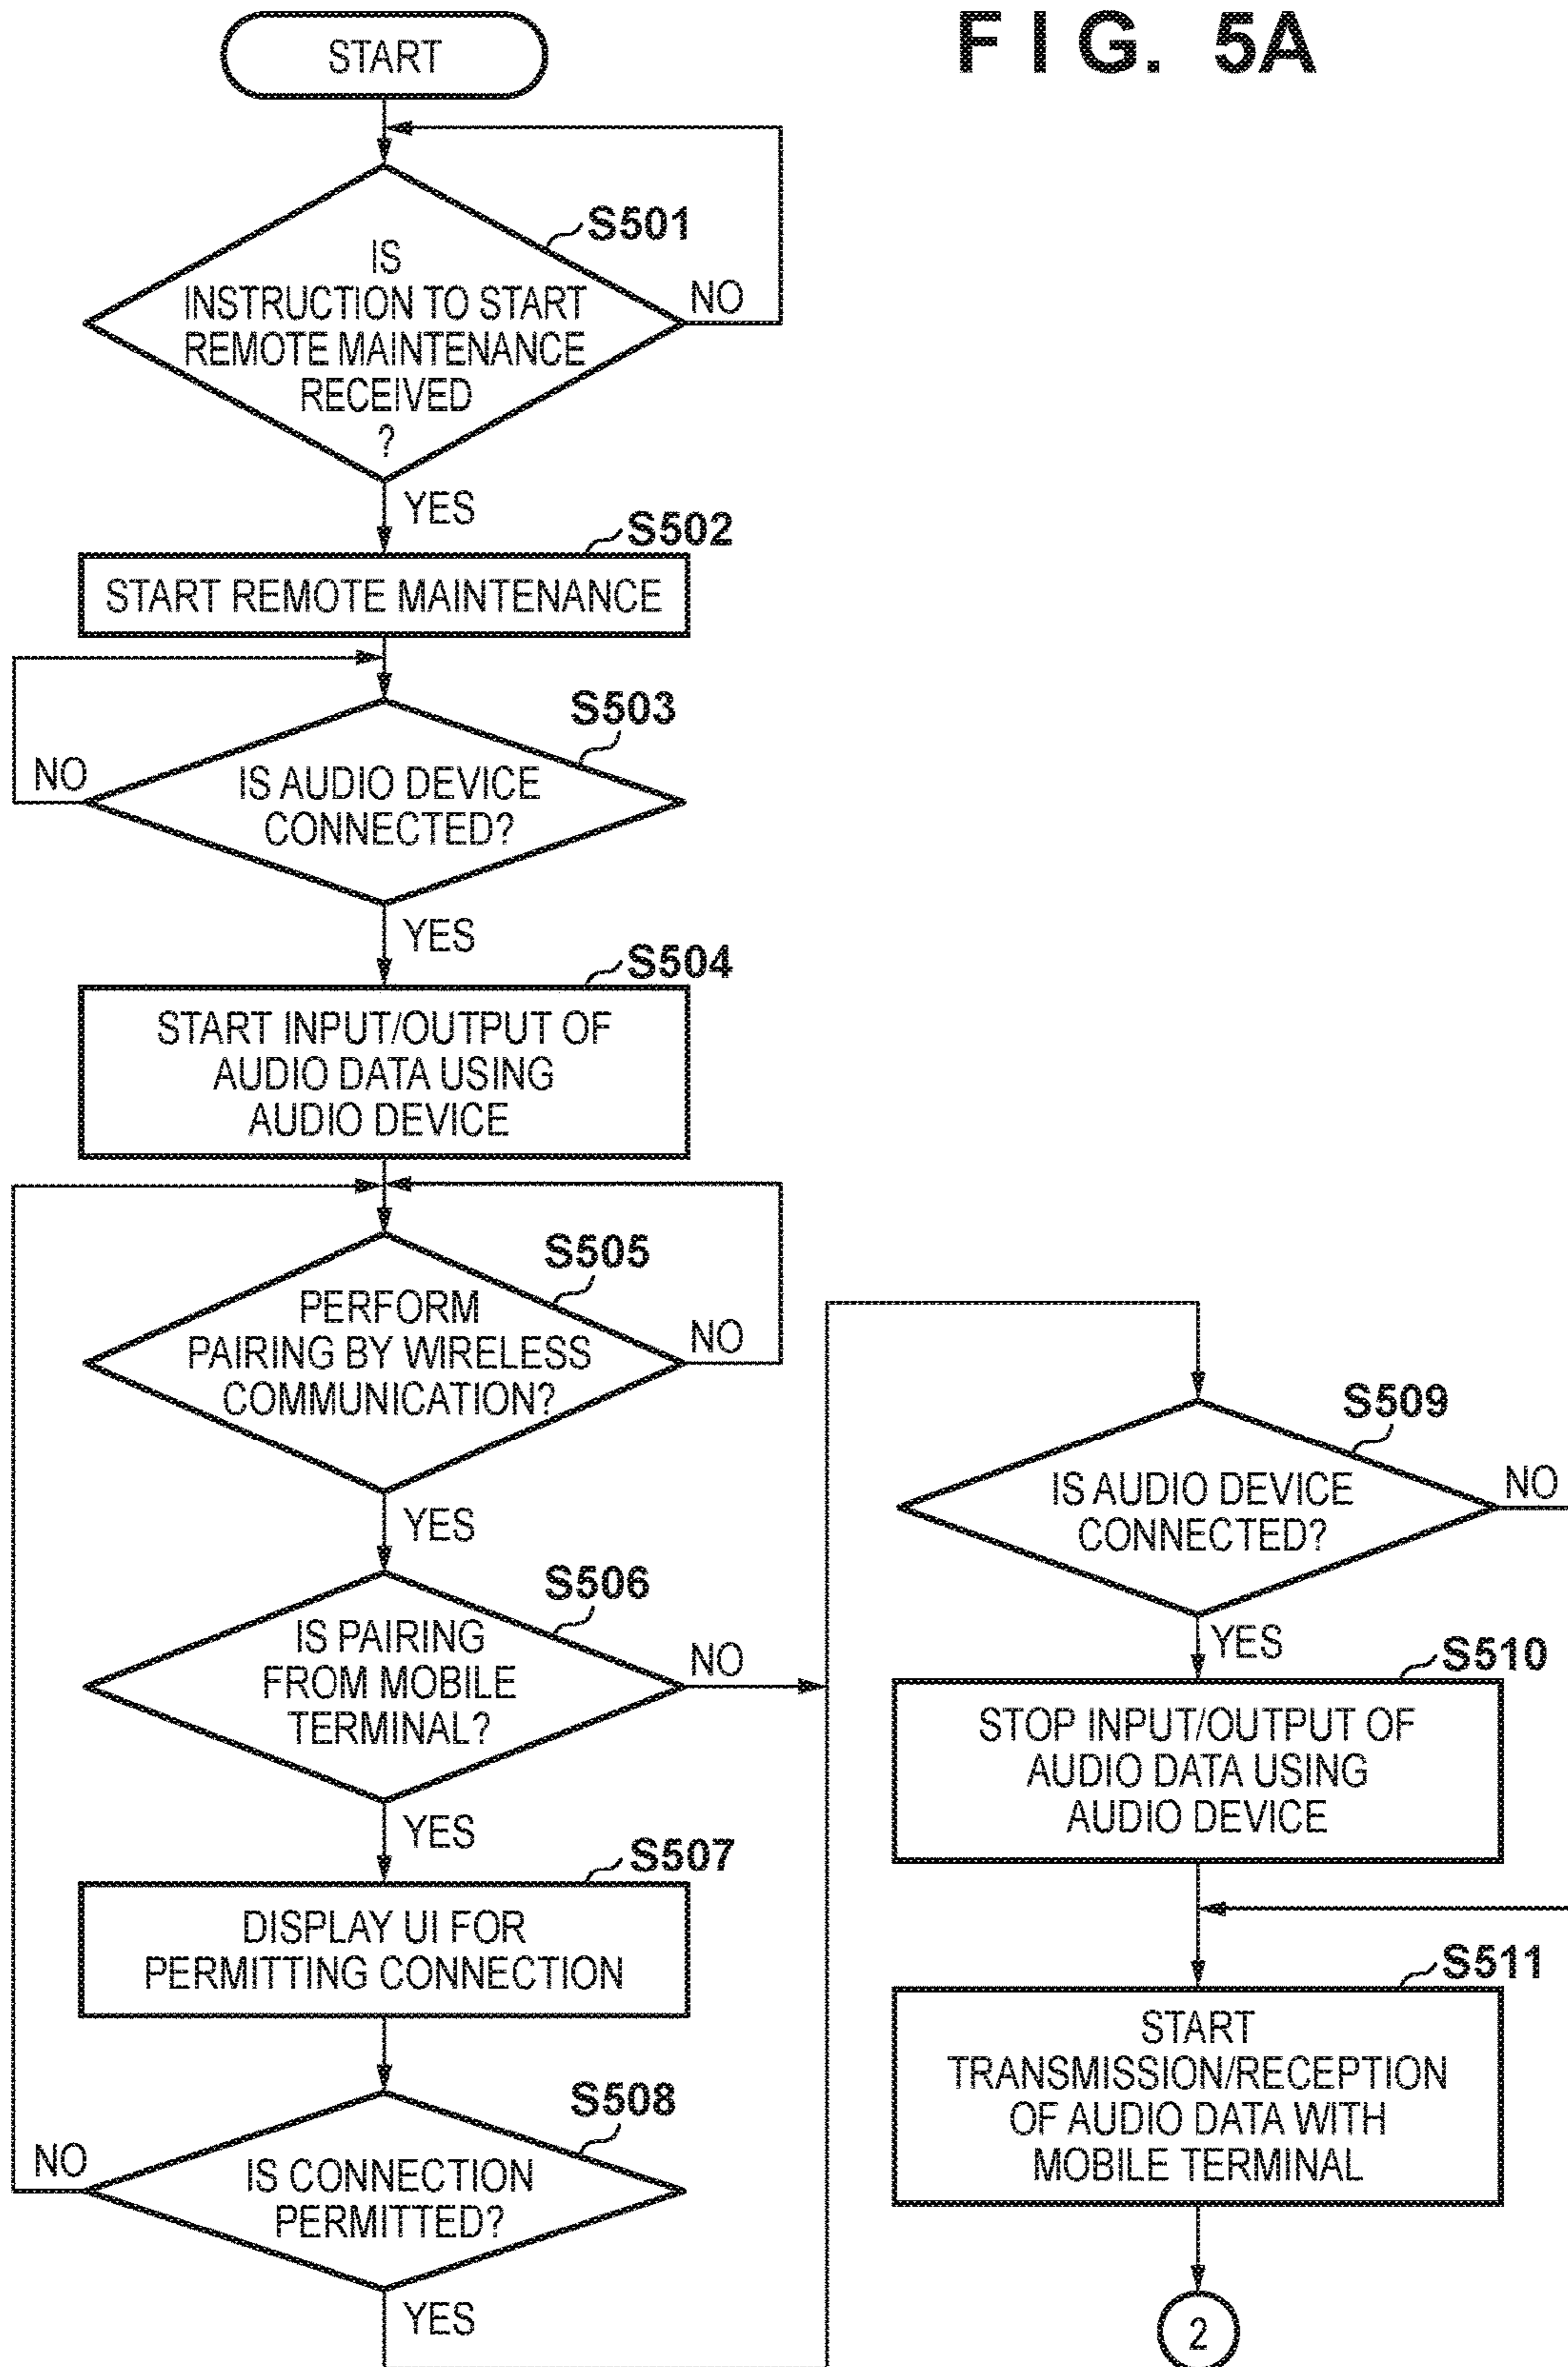 FIG. 5A
START
S501
IS
INSTRUCTION TO START
REMOTE MAINTENANCE
RECEIVED
?
NO
YES
S502
START REMOTE MAINTENANCE
S503
NO
IS AUDIO DEVICE
CONNECTED?
YES
S504
START INPUT/OUTPUT OF
AUDIO DATA USING
AUDIO DEVICE
S505
PERFORM
PAIRING BY WIRELESS
COMMUNICATION?
NO
YES
S506
IS PAIRING
FROM MOBILE
TERMINAL?
NO
YES
S507
DISPLAY UI FOR
PERMITTING CONNECTION
S508
NO
IS CONNECTION
PERMITTED?
YES
S509
IS AUDIO DEVICE
CONNECTED?
NO
YES
S510
STOP INPUT/OUTPUT OF
AUDIO DATA USING
AUDIO DEVICE
S511
START
TRANSMISSION/RECEPTION
OF AUDIO DATA WITH
MOBILE TERMINAL
2